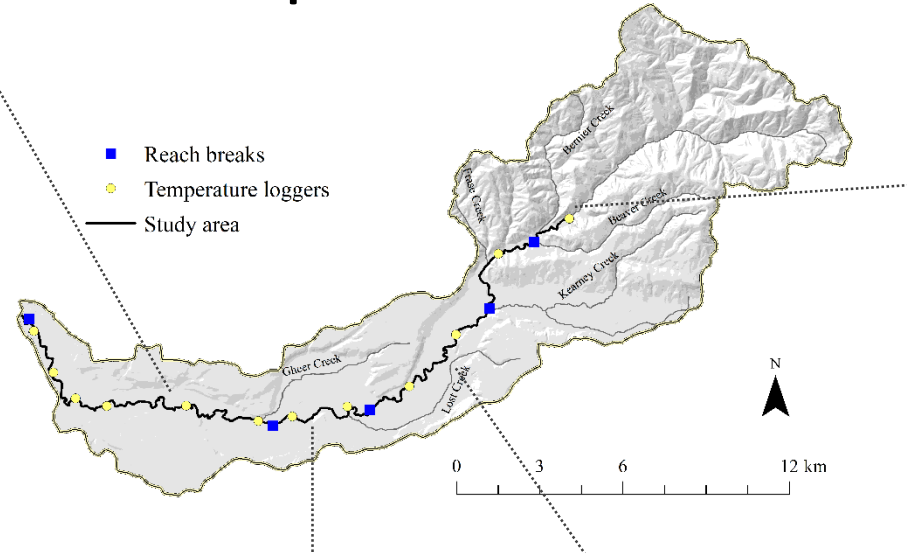 Reach breaks
Temperature loggers
Study area
Bernier Creek
Frase Creek
Beaver Creek
Kearney Creek
Gheer Creek
Lost Creek
N
0 3 6 12 km